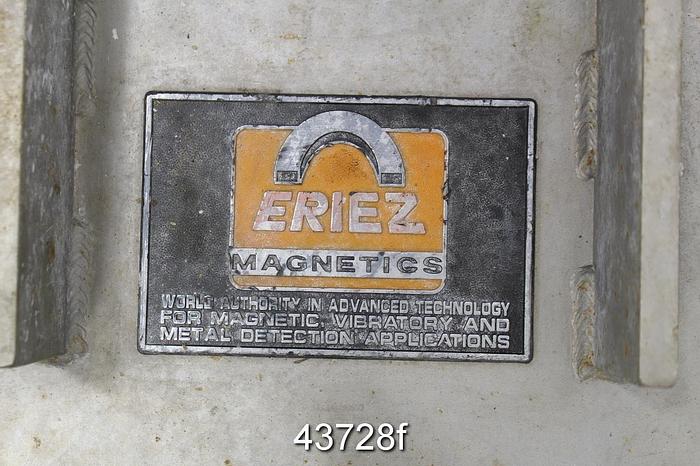 ERIEZ
MAGNETICS
WORLD AUTHORITY IN ADVANCED TECHNOLOGY
FOR MAGNETIC, VIBRATORY AND
METAL DETECTION APPLICATIONS
43728f